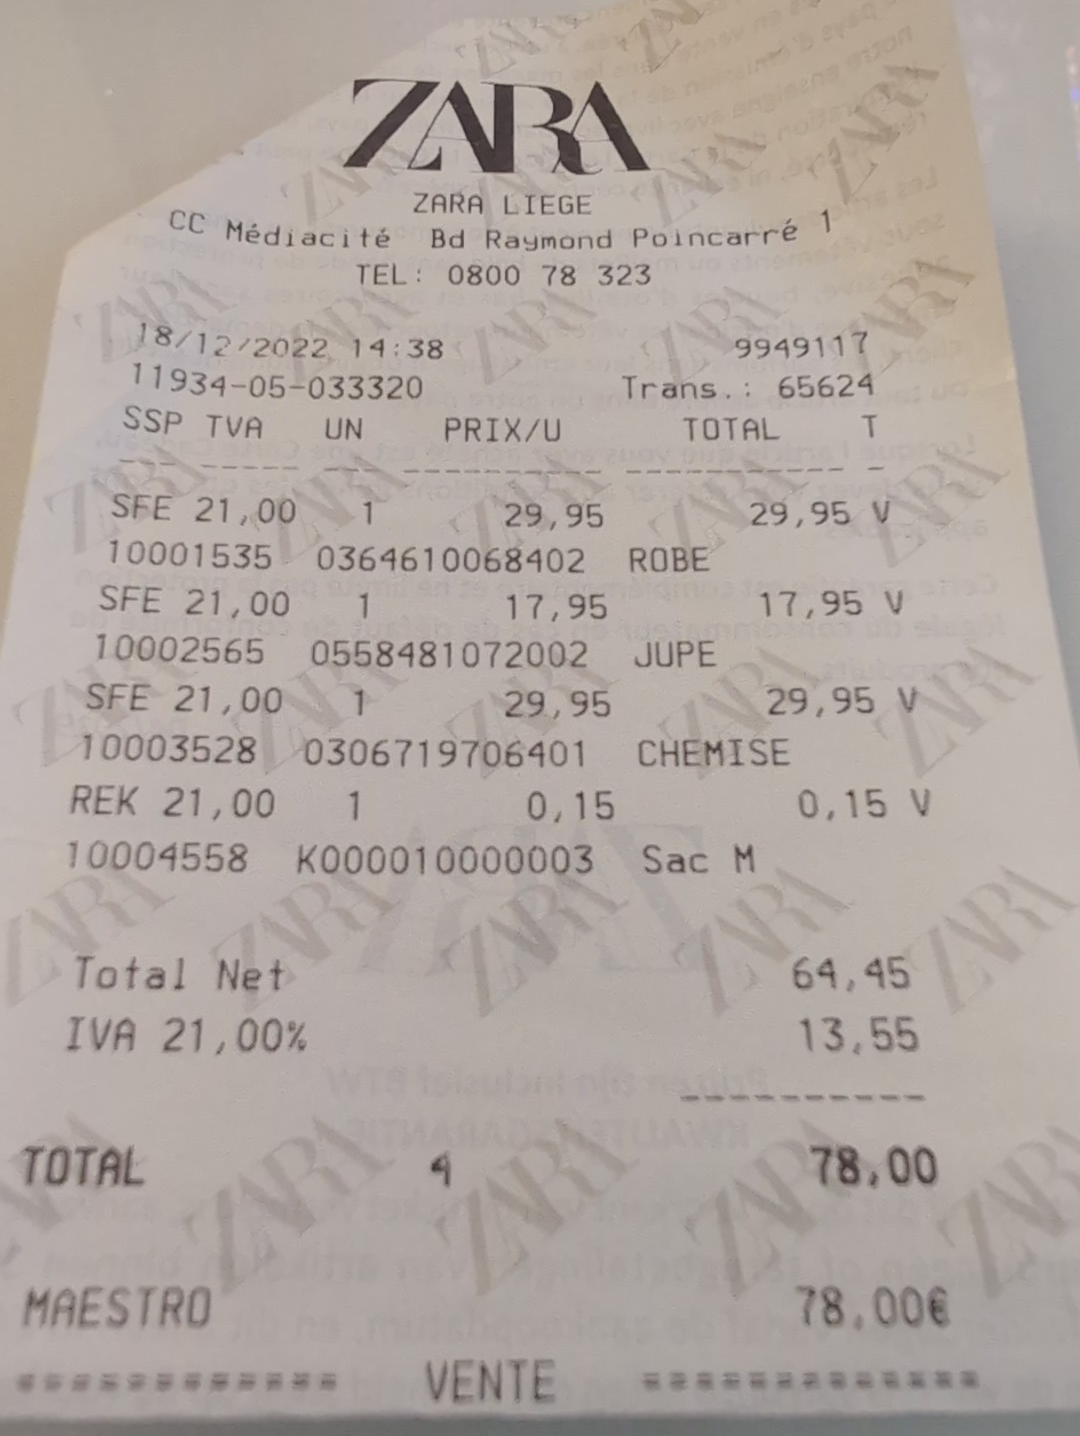 ZARA
ZARA LIEGE
CC Médiacité Bd Raymond Poincarré 1
TEL: 0800 78 323
18/12/2022 14:38 9949117
11934-05-033320 Trans.: 65624
SSP TVA UN PRIX/U TOTAL T
SFE 21,00 1 29,95 29,95 V
10001535 0364610068402 ROBE
SFE 21,00 1 17,95 17,95 V
10002565 0558481072002 JUPE
SFE 21,00 1 29,95 29,95 V
10003528 0306719706401 CHEMISE
REK 21,00 1 0,15 0,15 V
10004558 K000010000003 Sac M
Total Net 64,45
IVA 21,00% 13,55
TOTAL 4 78,00
MAESTRO 78,00€
============ VENTE ============